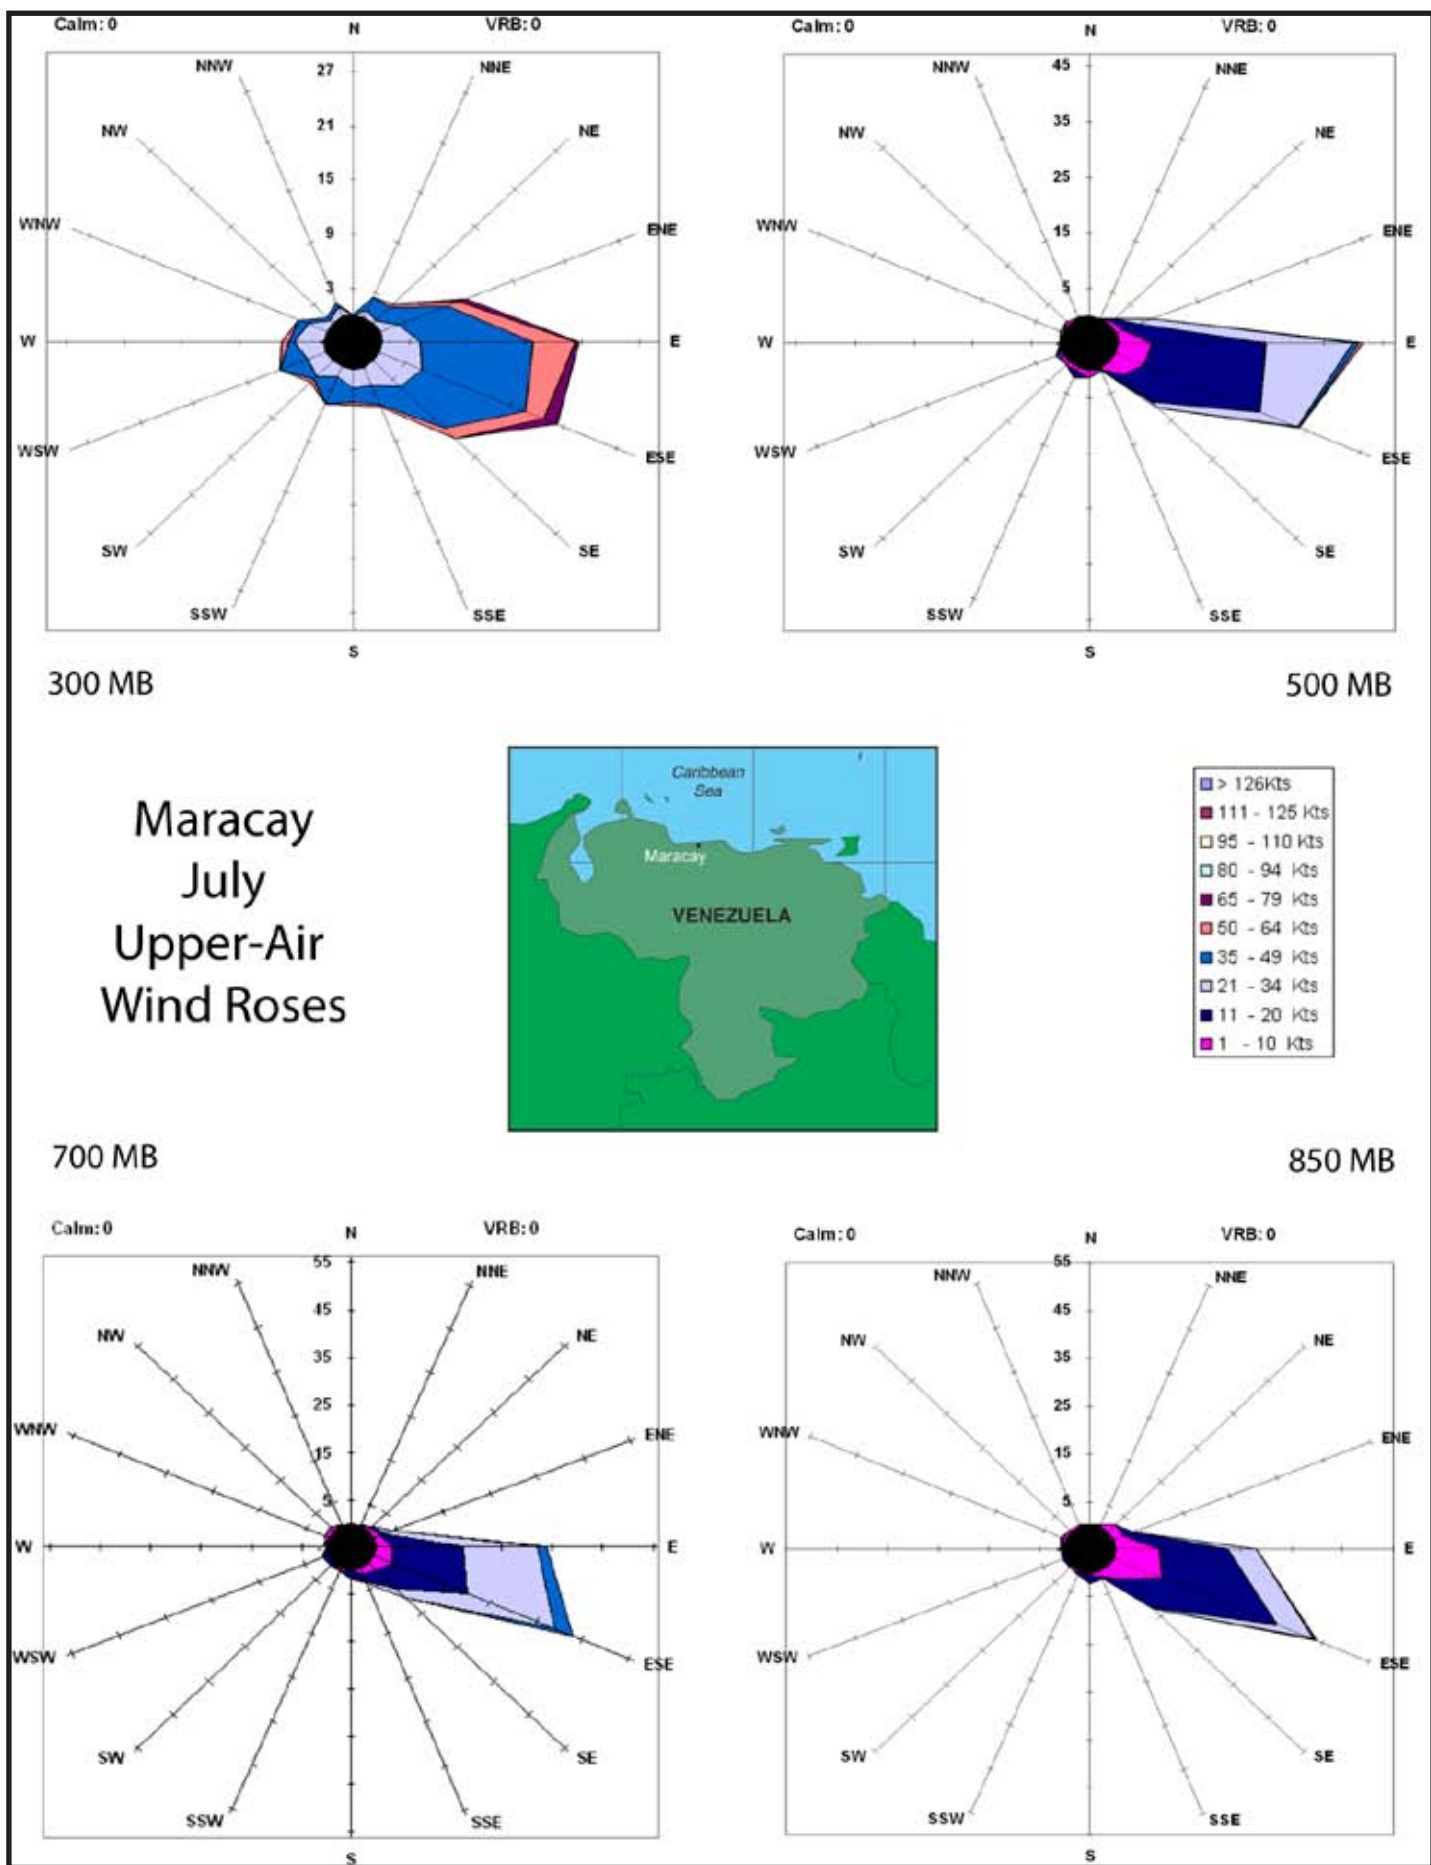 Calm: 0 VRB: 0
N
27
21
15
9
3
NNW NNE
NW NE
WNW ENE
W E
WSW ESE
SW SE
SSW SSE
S
300 MB
Calm: 0 VRB: 0
N
45
35
25
15
5
NNW NNE
NW NE
WNW ENE
W E
WSW ESE
SW SE
SSW SSE
S
500 MB
Maracay
July
Upper-Air
Wind Roses
Caribbean
Sea
Maracay
VENEZUELA
> 126Kts
111 - 125 Kts
95 - 110 Kts
80 - 94 Kts
65 - 79 Kts
50 - 64 Kts
35 - 49 Kts
21 - 34 Kts
11 - 20 Kts
1 - 10 Kts
700 MB
Calm: 0 VRB: 0
N
55
45
35
25
15
5
NNW NNE
NW NE
WNW ENE
W E
WSW ESE
SW SE
SSW SSE
S
850 MB
Calm: 0 VRB: 0
N
55
45
35
25
15
5
NNW NNE
NW NE
WNW ENE
W E
WSW ESE
SW SE
SSW SSE
S